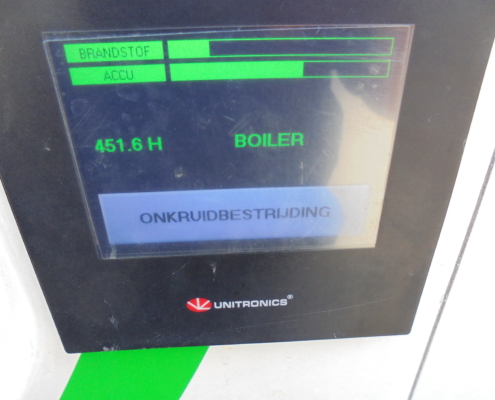 BRANDSTOF
ACCU
451.6 H BOILER
ONKRUIDBESTRIJDING
UNITRONICS®